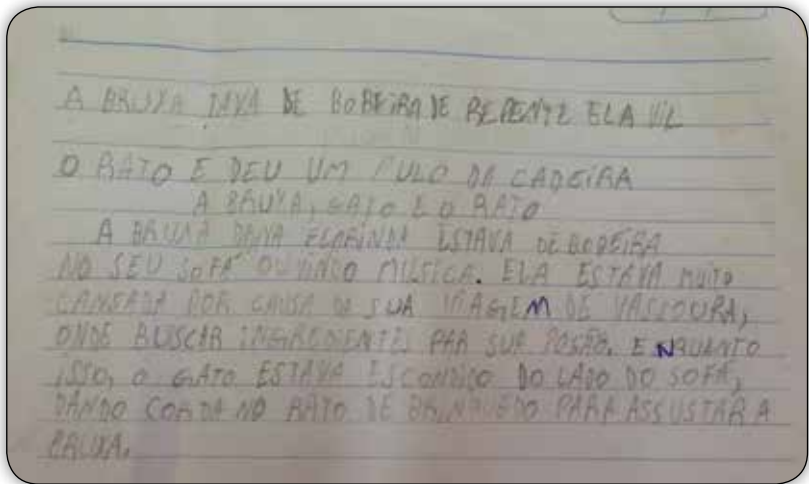 A BRUXA TAVA DE BOBEIRA DE REPENTE ELA VIL
O RATO E DEU UM PULO DA CADEIRA
A BRUXA, GATO E O RATO
A BRUXA DAVA FLORINDA ESTAVA DE BOBEIRA
NO SEU SOFÁ OUVINDO MUSICA. ELA ESTAVA MUITO
CANSADA POR CAUSA DE SUA VIAGEM DE VASSOURA,
ONDE BUSCAR INGREDIENTES PAR SUA POSÃO. ENQUANTO
ISSO, O GATO ESTAVA ESCONDIDO DO LADO DO SOFÁ,
DANDO CORDA NO RATO DE BRINQUEDO PARA ASSUSTAR A
BRUXA.